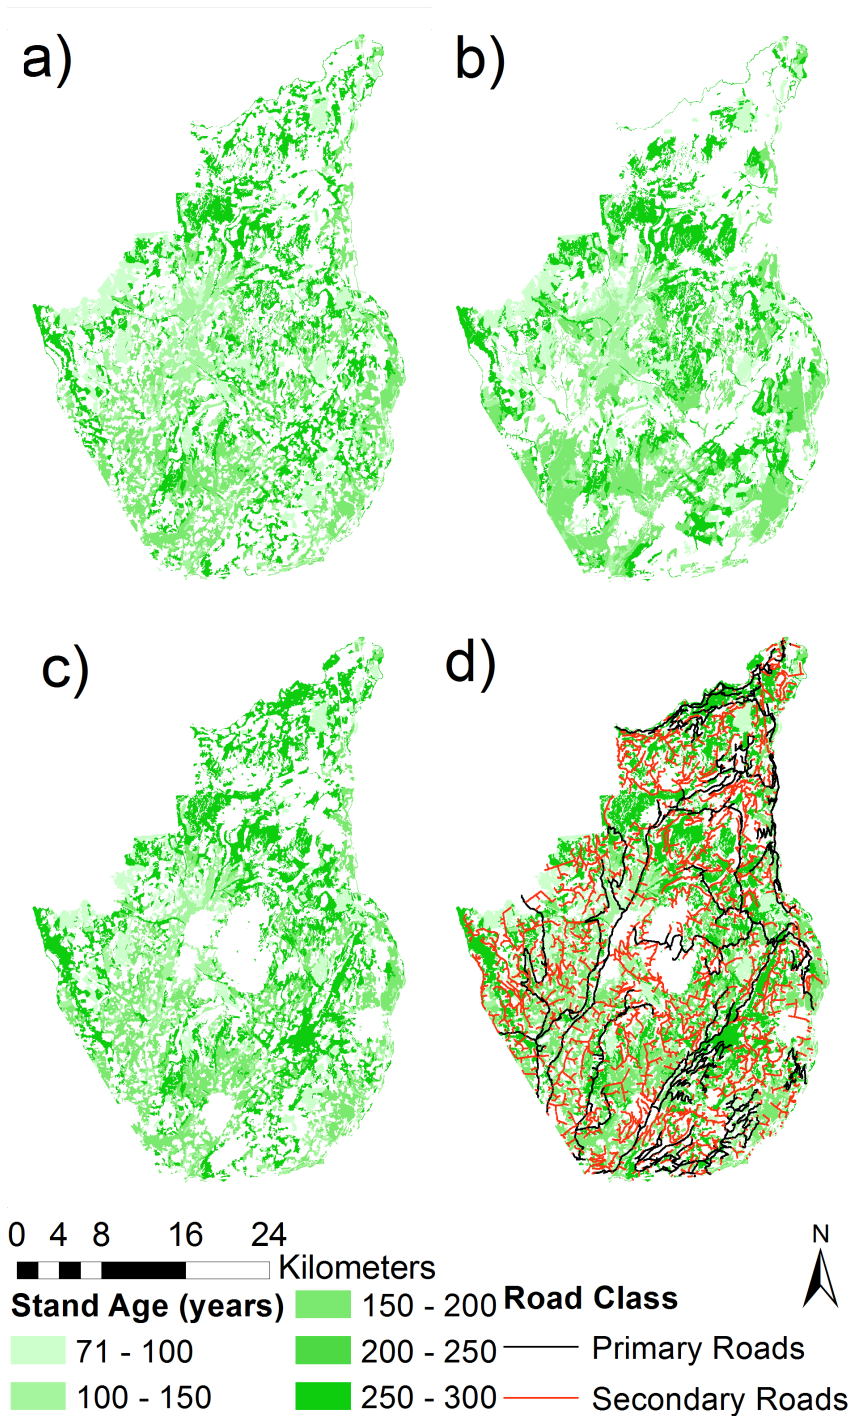 a) b)
c) d)
0 4 8 16 24
Kilometers
N
Stand Age (years)
71 - 100
100 - 150
150 - 200
200 - 250
250 - 300
Road Class
Primary Roads
Secondary Roads